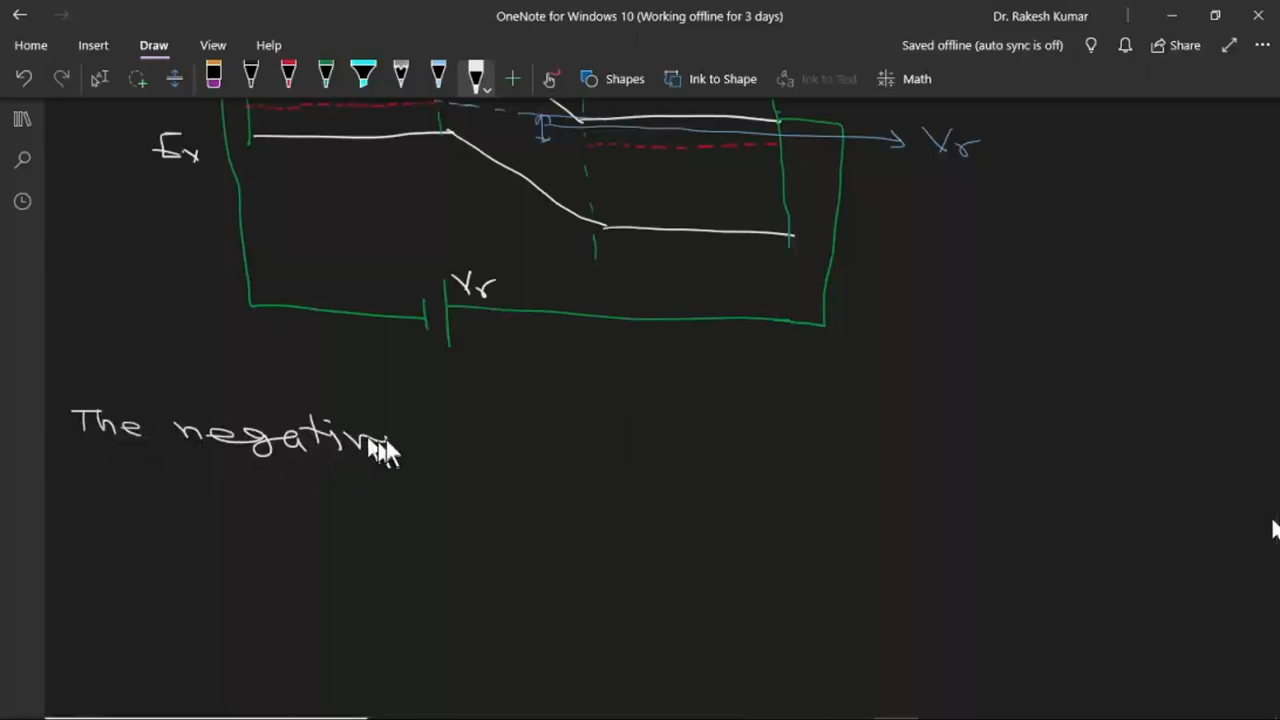 OneNote for Windows 10 (Working offline for 3 days)
Dr. Rakesh Kumar
Home Insert Draw View Help
Saved offline (auto sync is off)
Share
Shapes
Ink to Shape
Ink to Text
Math
Ev
Vr
Vr
The negativ